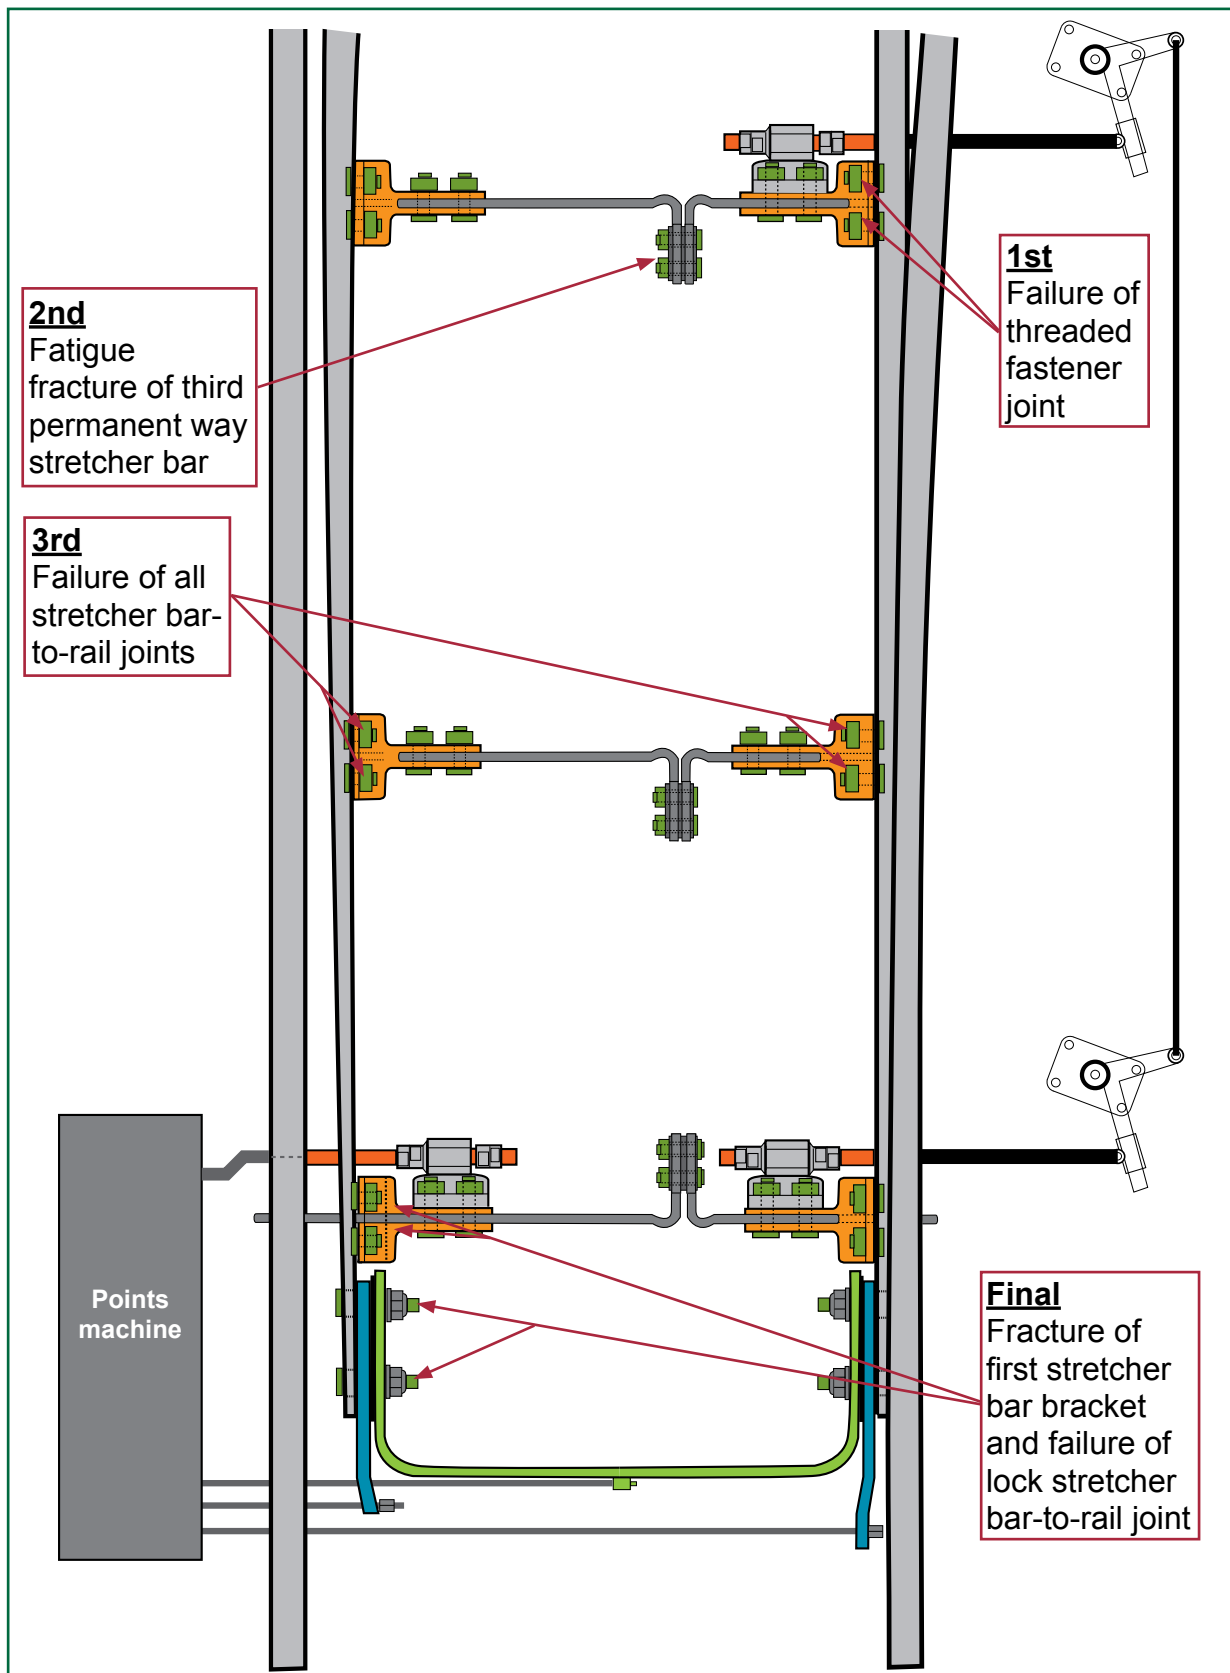 1st
Failure of
threaded
fastener
joint
2nd
Fatigue
fracture of third
permanent way
stretcher bar
3rd
Failure of all
stretcher bar-
to-rail joints
Points
machine
Final
Fracture of
first stretcher
bar bracket
and failure of
lock stretcher
bar-to-rail joint